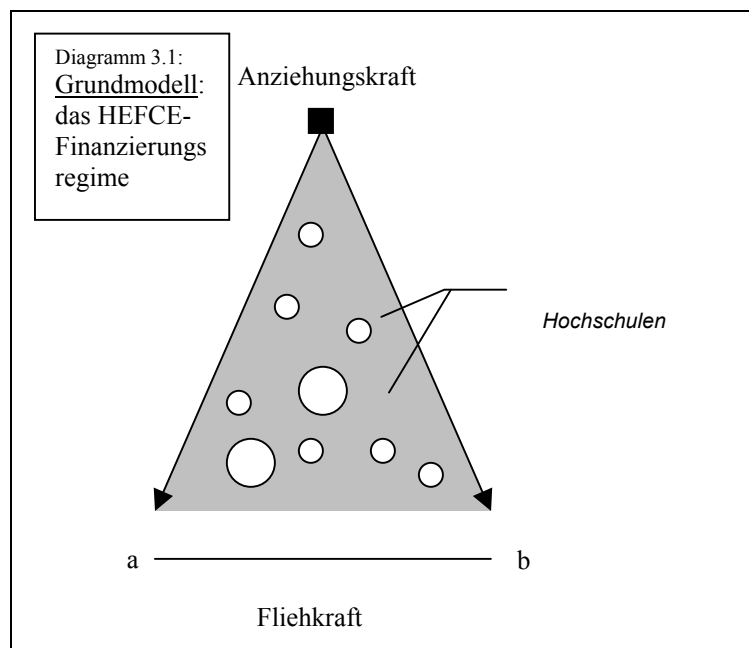 Diagramm 3.1:
Grundmodell:
das HEFCE-
Finanzierungs
regime
Anziehungskraft
Hochschulen
a
b
Fliehkraft